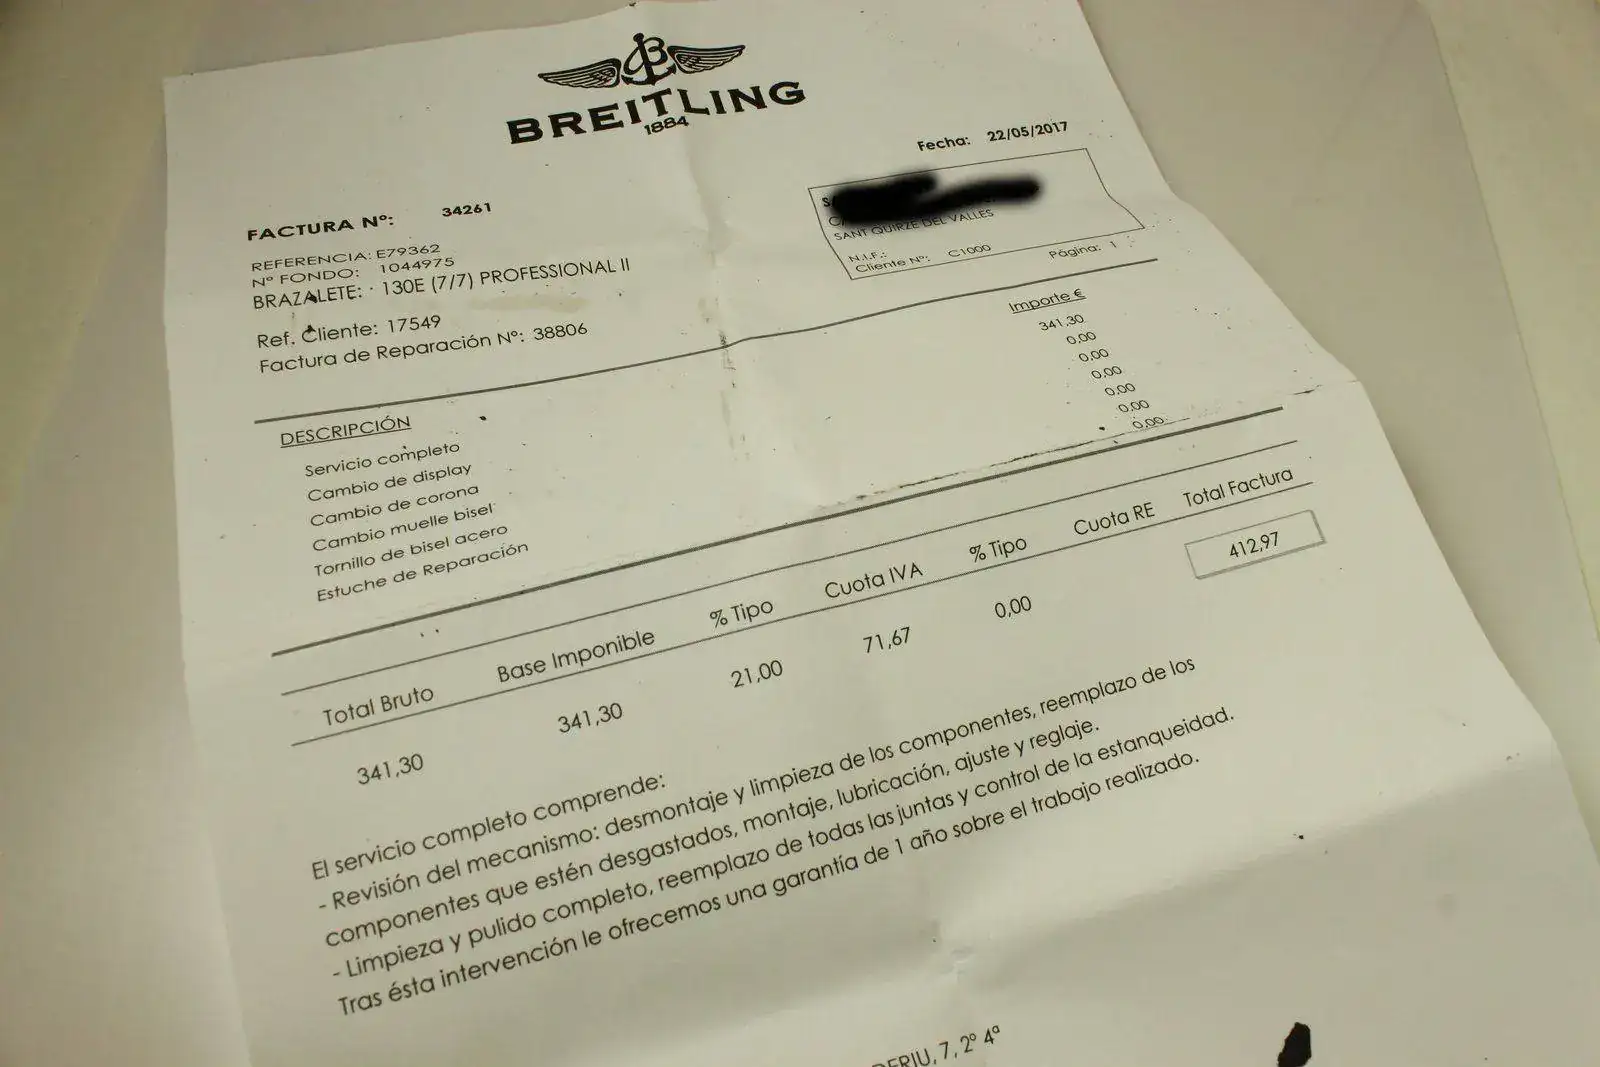 BREITLING
1884
Fecha: 22/05/2017
FACTURA Nº: 34261
SANT QUIRZE DEL VALLES
N.I.F.:
Cliente Nº: C1000
Página: 1
REFERENCIA: E79362
Nº FONDO: 1044975
BRAZALETE: 130E (7/7) PROFESSIONAL II
Ref. Cliente: 17549
Factura de Reparación Nº: 38806
Importe €
341,30
0,00
0,00
0,00
0,00
0,00
0,00
DESCRIPCIÓN
Servicio completo
Cambio de display
Cambio de corona
Cambio muelle bisel
Tornillo de bisel acero
Estuche de Reparación
Total Bruto Base Imponible % Tipo Cuota IVA % Tipo Cuota RE Total Factura
341,30 341,30 21,00 71,67 0,00 412,97
El servicio completo comprende:
- Revisión del mecanismo: desmontaje y limpieza de los componentes, reemplazo de los
componentes que estén desgastados, montaje, lubricación, ajuste y reglaje.
- Limpieza y pulido completo, reemplazo de todas las juntas y control de la estanqueidad.
Tras ésta intervención le ofrecemos una garantía de 1 año sobre el trabajo realizado.
7, 2º 4ª